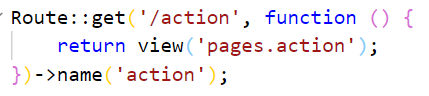 Route::get('/action', function () {
    return view('pages.action');
})->name('action');